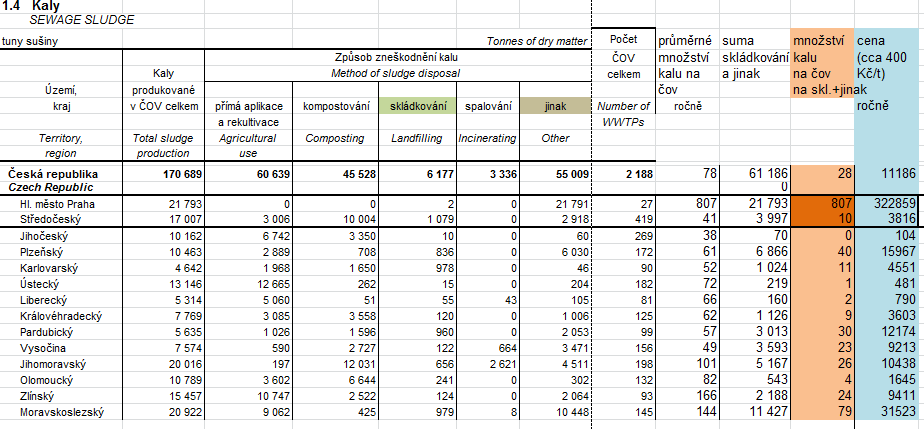 1.4 Kaly
SEWAGE SLUDGE
tuny sušiny Tonnes of dry matter Počet průměrné suma množství cena
Způsob zneškodnění kalu ČOV množství skládkování kalu (cca 400
Kaly Method of sludge disposal celkem kalu na a jinak na čov Kč/t)
Území, produkované čov na skl.+jinak
kraj v ČOV celkem přímá aplikace kompostování skládkování spalování jinak Number of ročně ročně
a rekultivace WWTPs
Territory, Total sludge Agricultural Composting Landfilling Incinerating Other
region production use
Česká republika 170 689 60 639 45 528 6 177 3 336 55 009 2 188 78 61 186 28 11186
Czech Republic 0
Hl. město Praha 21 793 0 0 2 0 21 791 27 807 21 793 807 322859
Středočeský 17 007 3 006 10 004 1 079 0 2 918 419 41 3 997 10 3816
Jihočeský 10 162 6 742 3 350 10 0 60 269 38 70 0 104
Plzeňský 10 463 2 889 708 836 0 6 030 172 61 6 866 40 15967
Karlovarský 4 642 1 968 1 650 978 0 46 90 52 1 024 11 4551
Ústecký 13 146 12 665 262 15 0 204 182 72 219 1 481
Liberecký 5 314 5 060 51 55 43 105 81 66 160 2 790
Královéhradecký 7 769 3 085 3 558 120 0 1 006 125 62 1 126 9 3603
Pardubický 5 635 1 026 1 596 960 0 2 053 99 57 3 013 30 12174
Vysočina 7 574 590 2 727 122 664 3 471 156 49 3 593 23 9213
Jihomoravský 20 016 197 12 031 656 2 621 4 511 198 101 5 167 26 10438
Olomoucký 10 789 3 602 6 644 241 0 302 132 82 543 4 1645
Zlínský 15 457 10 747 2 522 124 0 2 064 93 166 2 188 24 9411
Moravskoslezský 20 922 9 062 425 979 8 10 448 145 144 11 427 79 31523